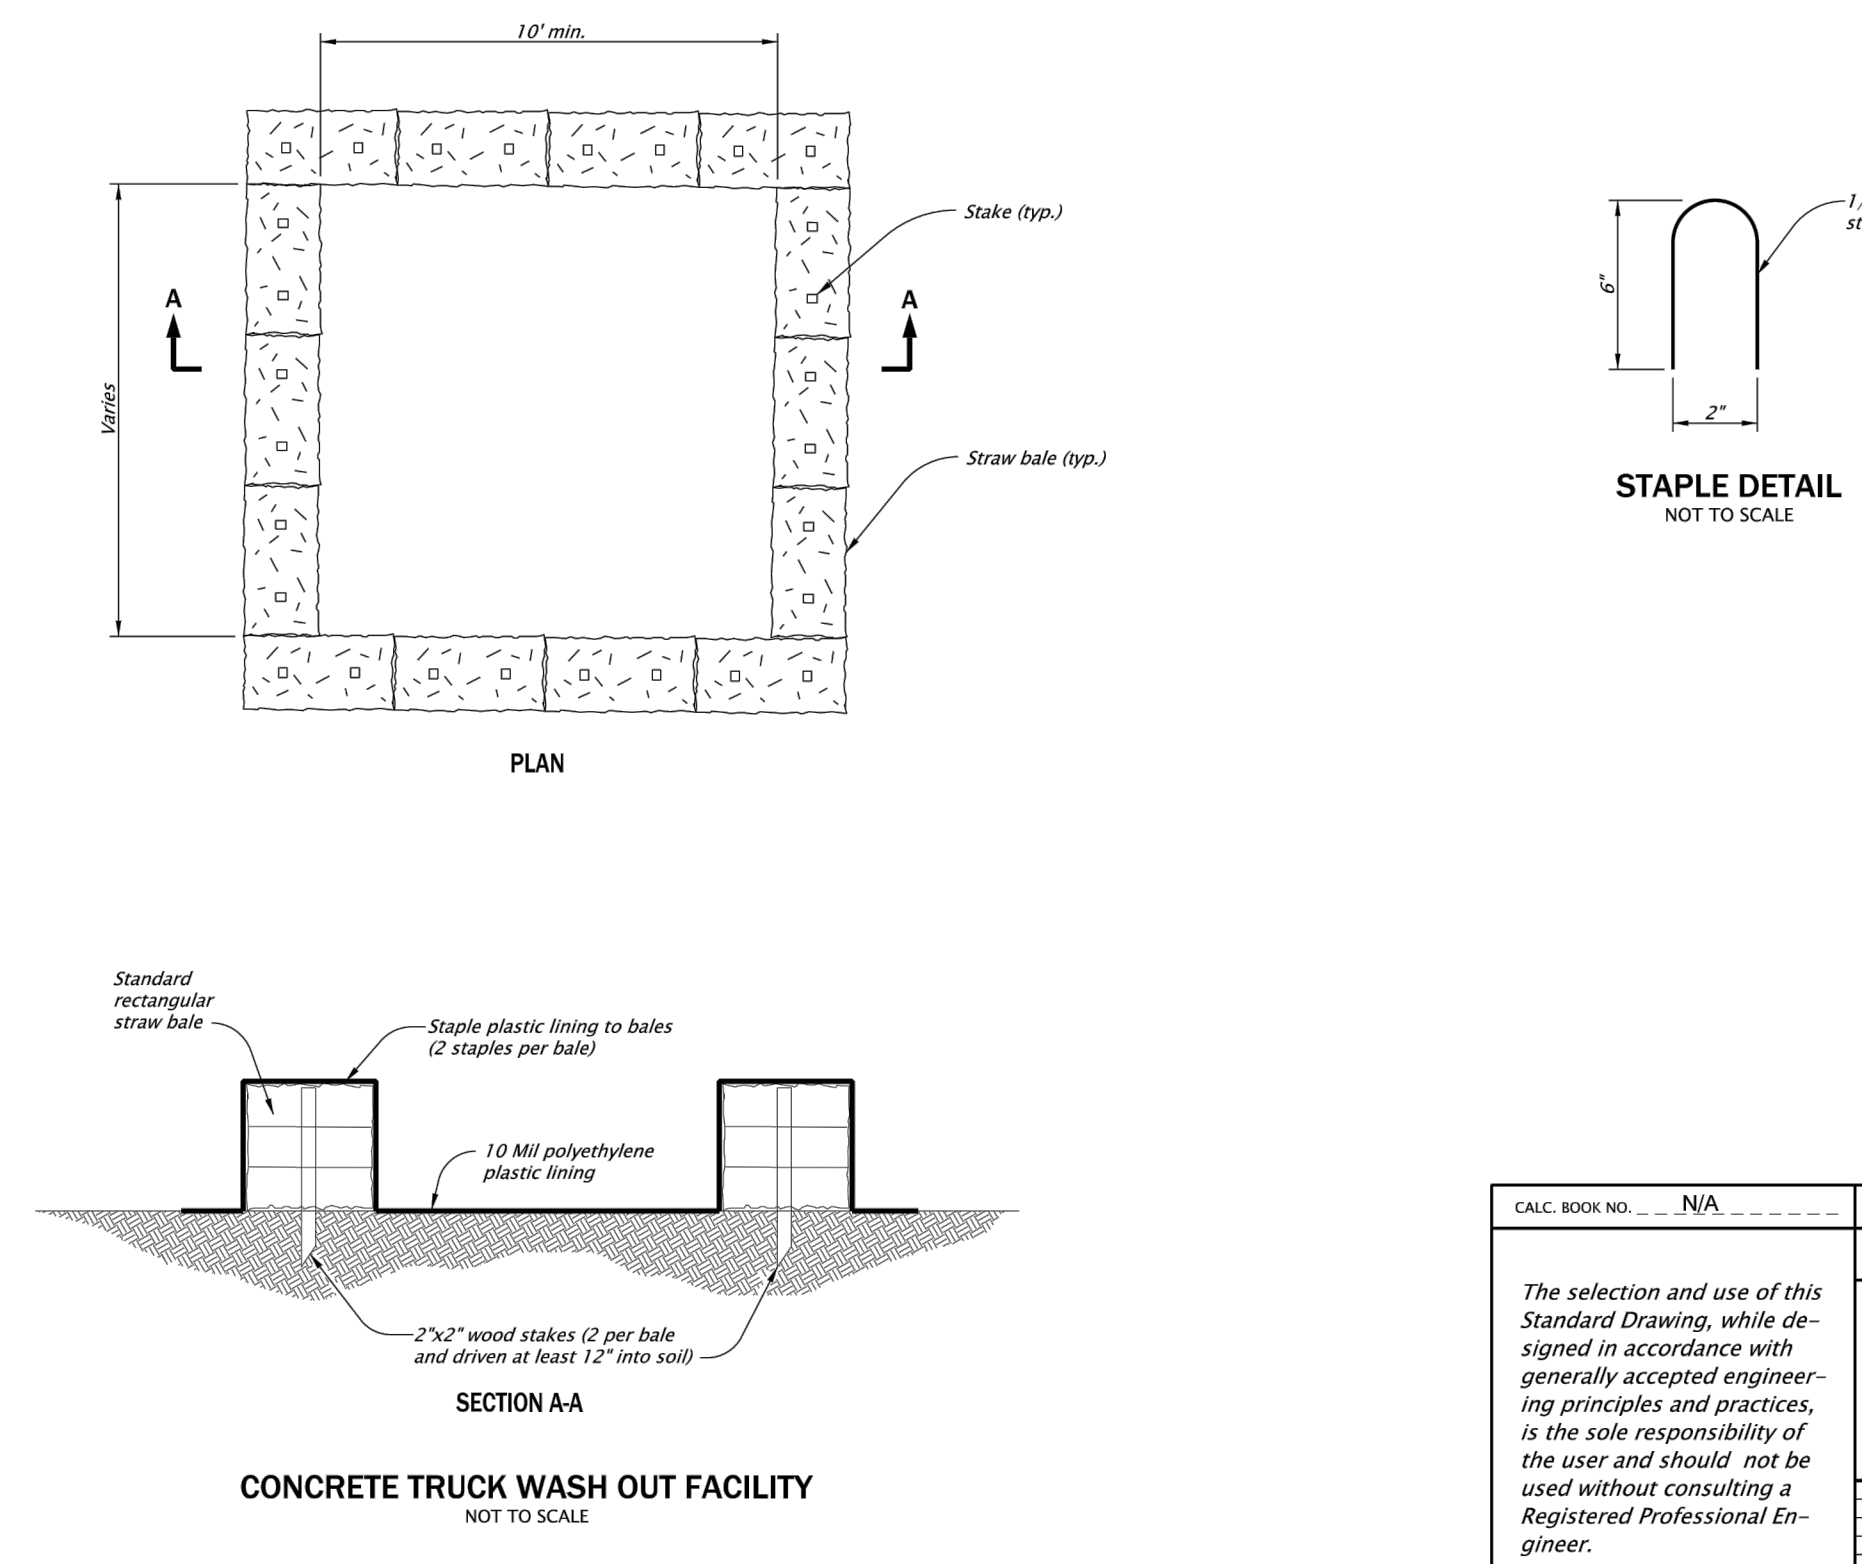 10' min.
Stake (typ.)
A
A
Varies
Straw bale (typ.)
PLAN
6"
2"
STAPLE DETAIL
NOT TO SCALE
Standard
rectangular
straw bale
Staple plastic lining to bales
(2 staples per bale)
10 Mil polyethylene
plastic lining
2"x2" wood stakes (2 per bale
and driven at least 12" into soil)
SECTION A-A
CONCRETE TRUCK WASH OUT FACILITY
NOT TO SCALE
CALC. BOOK NO. _ _ N/A _ _ _ _ _ _ _
The selection and use of this
Standard Drawing, while de-
signed in accordance with
generally accepted engineer-
ing principles and practices,
is the sole responsibility of
the user and should not be
used without consulting a
Registered Professional En-
gineer.